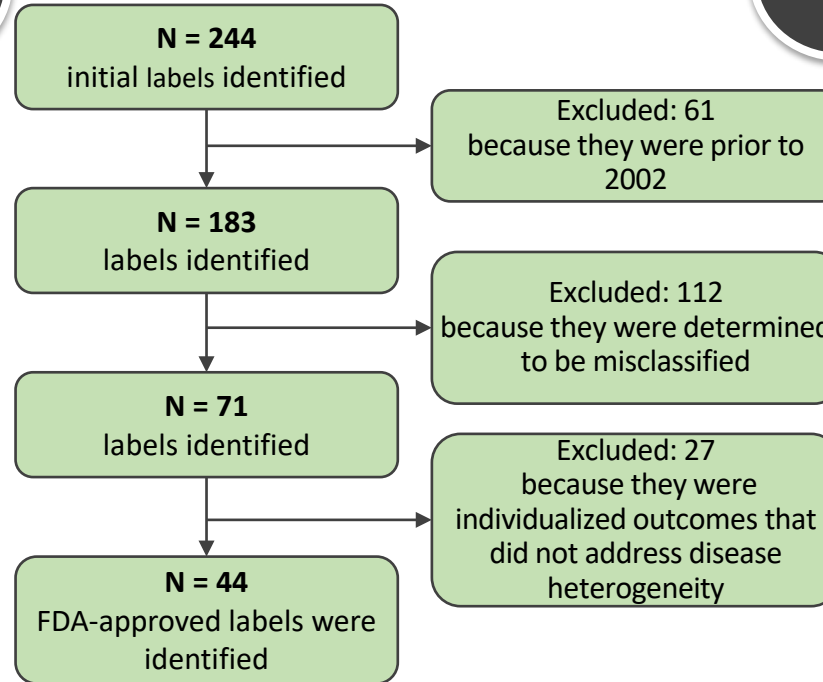 N = 244
initial labels identified
Excluded: 61
because they were prior to
2002
N = 183
labels identified
Excluded: 112
because they were determined
to be misclassified
N = 71
labels identified
Excluded: 27
because they were
individualized outcomes that
did not address disease
heterogeneity
N = 44
FDA-approved labels were
identified